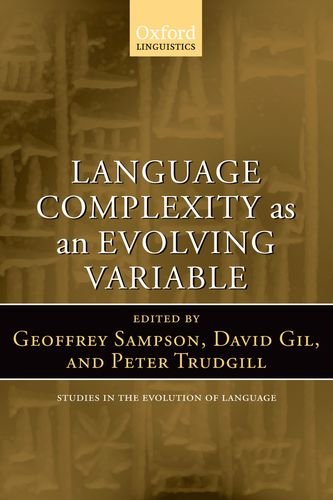 Oxford
LINGUISTICS
LANGUAGE
COMPLEXITY as
an EVOLVING
VARIABLE
EDITED BY
GEOFFREY SAMPSON, DAVID GIL,
AND PETER TRUDGILL
STUDIES IN THE EVOLUTION OF LANGUAGE